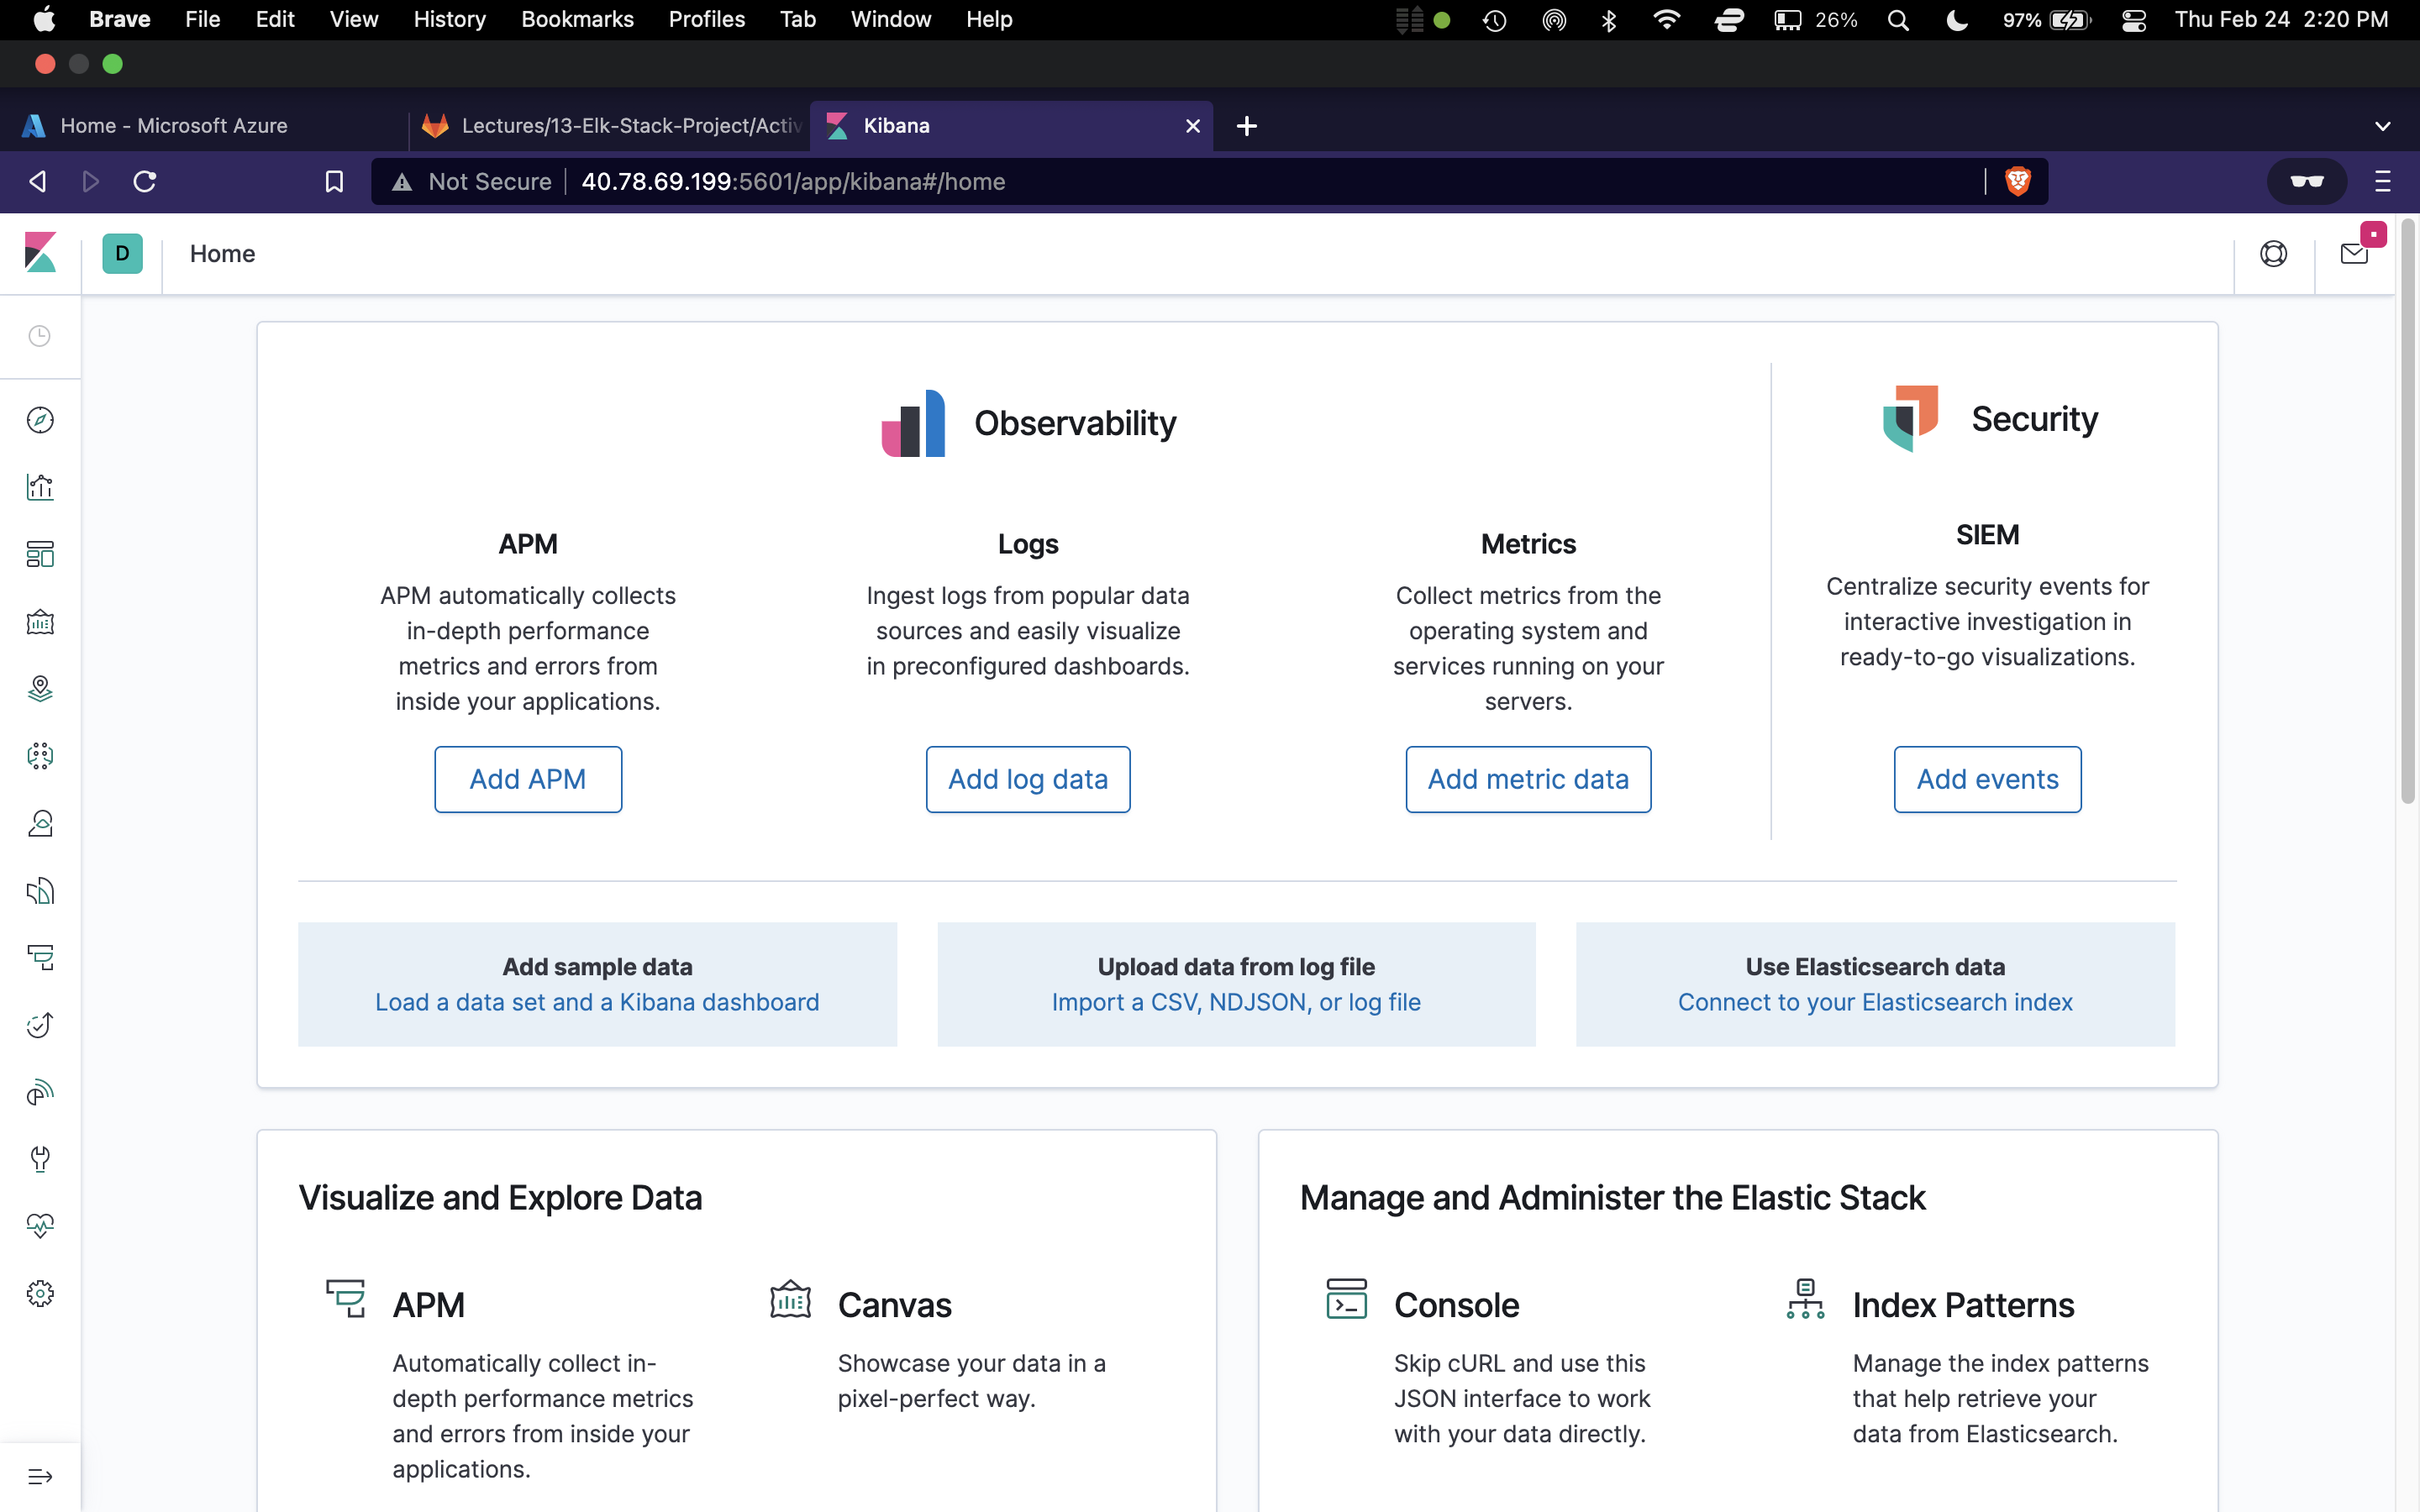 Brave File Edit View History Bookmarks Profiles Tab Window Help 26% 97% Thu Feb 24 2:20 PM
Home - Microsoft Azure
Lectures/13-Elk-Stack-Project/Activ
Kibana
Not Secure 40.78.69.199:5601/app/kibana#/home
D Home
Observability
Security
APM
APM automatically collects
in-depth performance
metrics and errors from
inside your applications.
Add APM
Logs
Ingest logs from popular data
sources and easily visualize
in preconfigured dashboards.
Add log data
Metrics
Collect metrics from the
operating system and
services running on your
servers.
Add metric data
SIEM
Centralize security events for
interactive investigation in
ready-to-go visualizations.
Add events
Add sample data
Load a data set and a Kibana dashboard
Upload data from log file
Import a CSV, NDJSON, or log file
Use Elasticsearch data
Connect to your Elasticsearch index
Visualize and Explore Data
APM
Automatically collect in-
depth performance metrics
and errors from inside your
applications.
Canvas
Showcase your data in a
pixel-perfect way.
Manage and Administer the Elastic Stack
Console
Skip cURL and use this
JSON interface to work
with your data directly.
Index Patterns
Manage the index patterns
that help retrieve your
data from Elasticsearch.